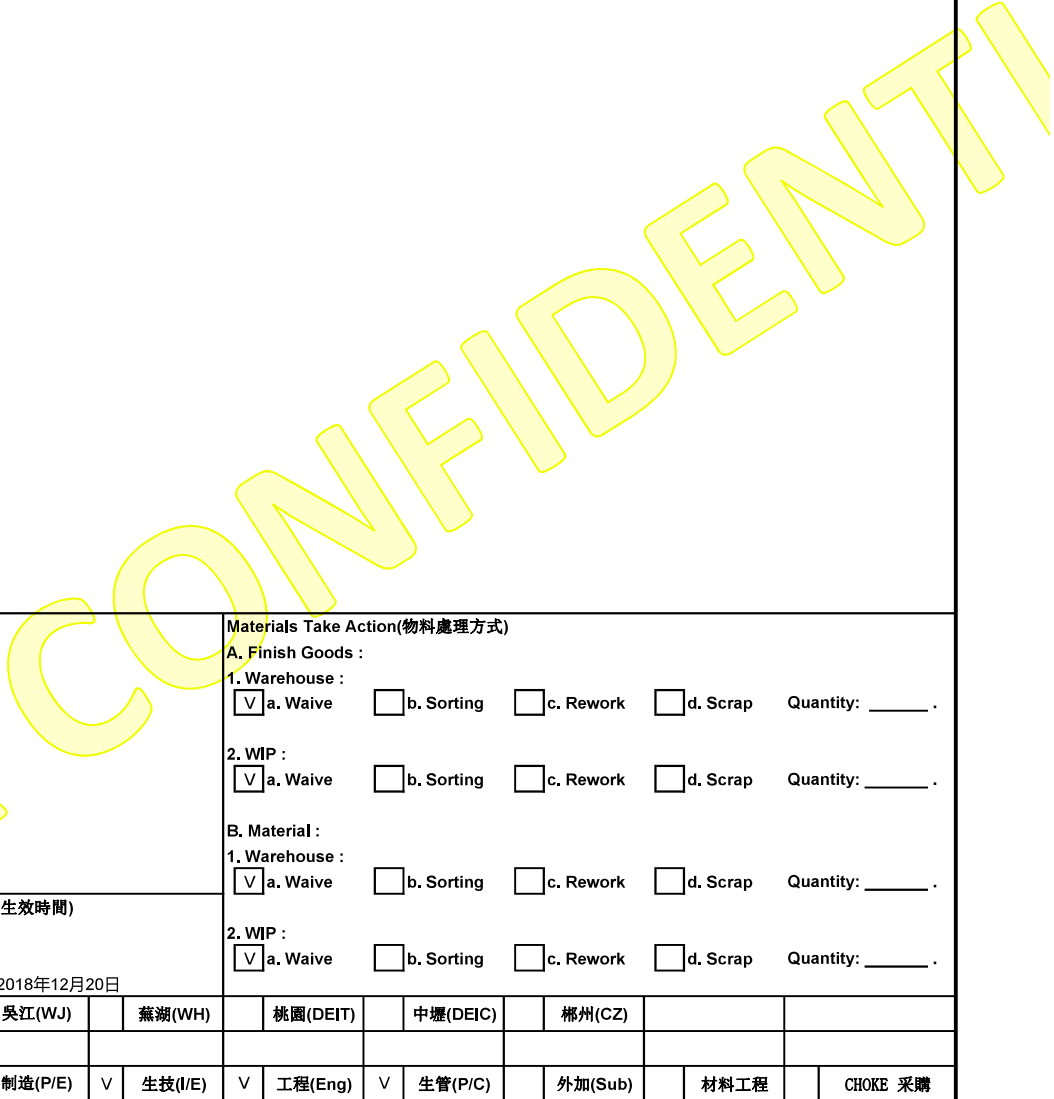 CONFIDENTI
Materials Take Action(物料處理方式)
A. Finish Goods :
1. Warehouse :
V a. Waive b. Sorting c. Rework d. Scrap Quantity: ______ .
2. WIP :
V a. Waive b. Sorting c. Rework d. Scrap Quantity: ______ .
B. Material :
1. Warehouse :
V a. Waive b. Sorting c. Rework d. Scrap Quantity: ______ .
生效時間)
2. WIP :
V a. Waive b. Sorting c. Rework d. Scrap Quantity: ______ .
2018年12月20日
吳江(WJ) 蕪湖(WH) 桃園(DEIT) 中壢(DEIC) 郴州(CZ)
制造(P/E) V 生技(I/E) V 工程(Eng) V 生管(P/C) 外加(Sub) 材料工程 CHOKE 采購